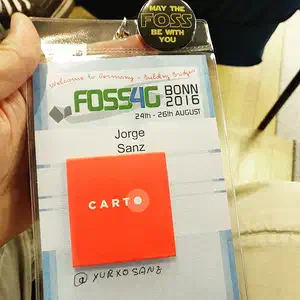 MAY THE
FOSS
BE WITH
YOU
Welcome to Germany - Building Bridges
FOSS4G BONN
2016
24th - 26th AUGUST
Jorge
Sanz
CARTO
@YURXOSANZ